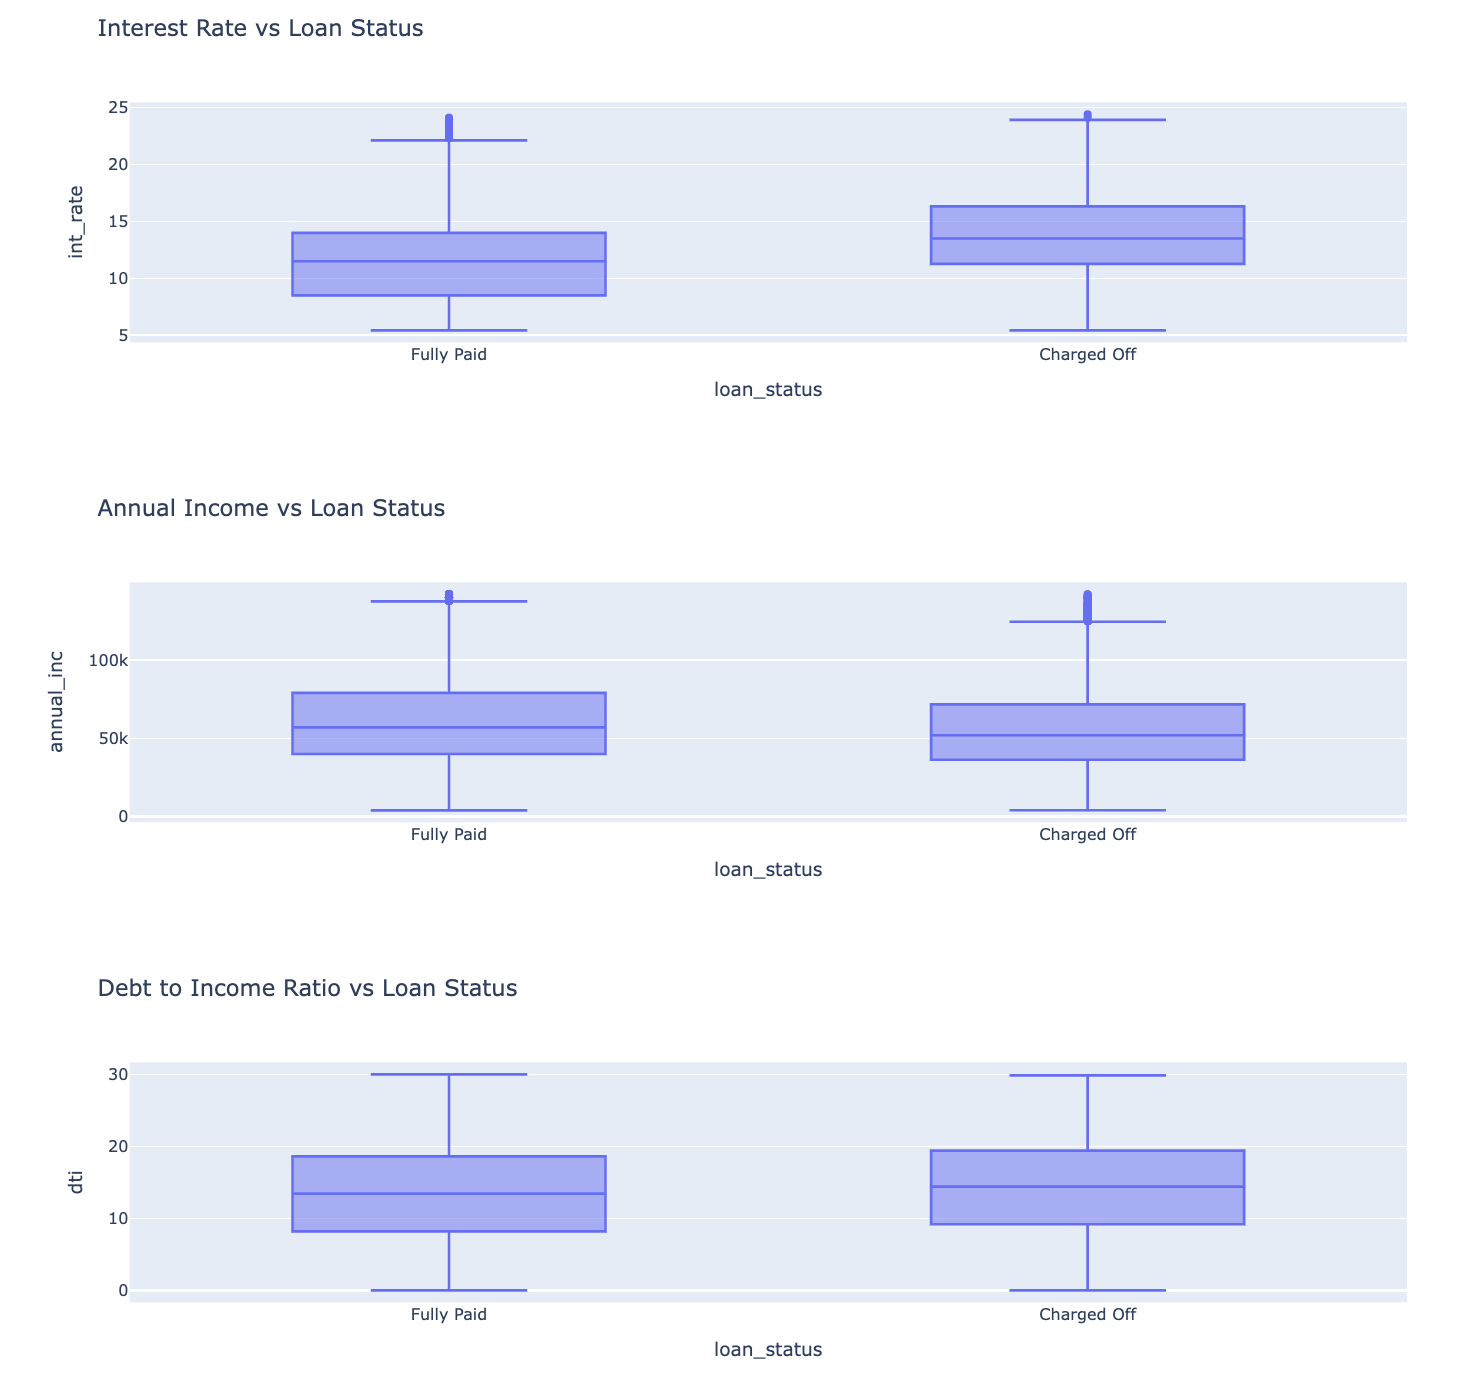 Interest Rate vs Loan Status
25
20
15
10
5
int_rate
Fully Paid
Charged Off
loan_status
Annual Income vs Loan Status
100k
50k
0
annual_inc
Fully Paid
Charged Off
loan_status
Debt to Income Ratio vs Loan Status
30
20
10
0
dti
Fully Paid
Charged Off
loan_status